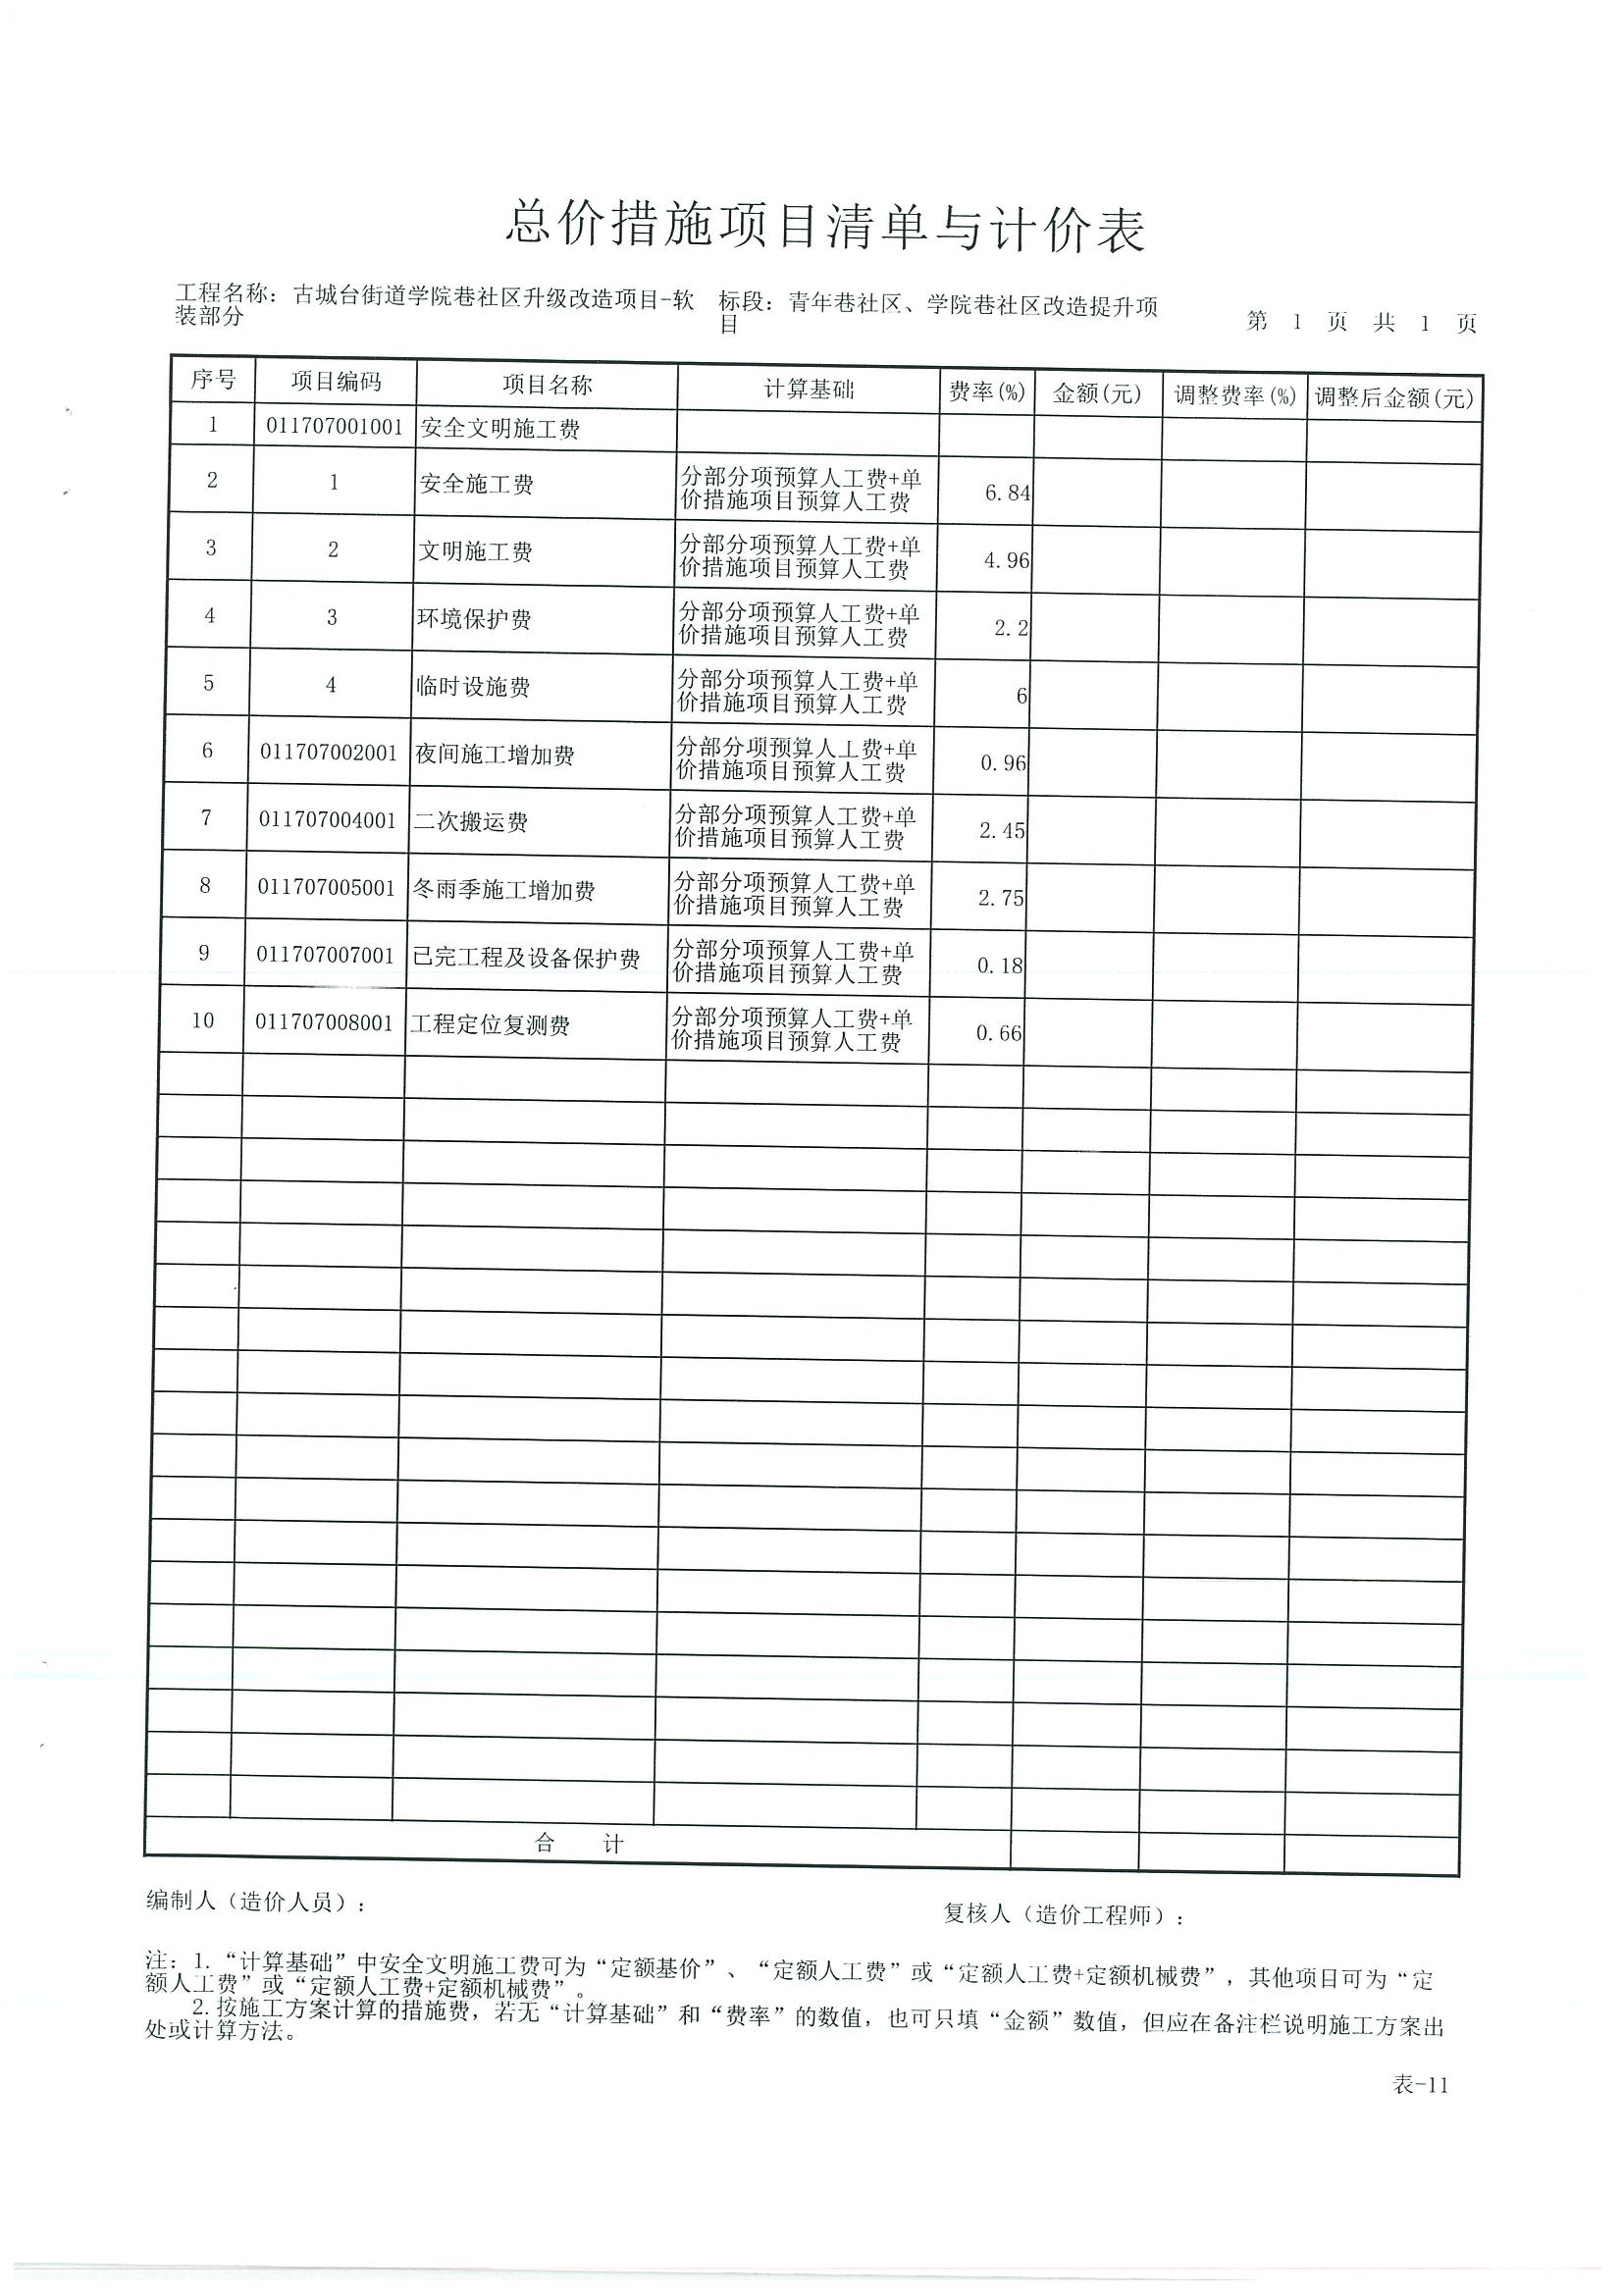 总价措施项目清单与计价表
工程名称：古城台街道学院巷社区升级改造项目-软装部分
标段：青年巷社区、学院巷社区改造提升项目
第 1 页 共 1 页
序号 项目编码 项目名称 计算基础 费率(%) 金额(元) 调整费率(%) 调整后金额(元)
1 011707001001 安全文明施工费
2 1 安全施工费 分部分项预算人工费+单价措施项目预算人工费 6.84
3 2 文明施工费 分部分项预算人工费+单价措施项目预算人工费 4.96
4 3 环境保护费 分部分项预算人工费+单价措施项目预算人工费 2.2
5 4 临时设施费 分部分项预算人工费+单价措施项目预算人工费 6
6 011707002001 夜间施工增加费 分部分项预算人工费+单价措施项目预算人工费 0.96
7 011707004001 二次搬运费 分部分项预算人工费+单价措施项目预算人工费 2.45
8 011707005001 冬雨季施工增加费 分部分项预算人工费+单价措施项目预算人工费 2.75
9 011707007001 已完工程及设备保护费 分部分项预算人工费+单价措施项目预算人工费 0.18
10 011707008001 工程定位复测费 分部分项预算人工费+单价措施项目预算人工费 0.66
合 计
编制人（造价人员）：
复核人（造价工程师）：
注：1.“计算基础”中安全文明施工费可为“定额基价”、“定额人工费”或“定额人工费+定额机械费”，其他项目可为“定
额人工费”或“定额人工费+定额机械费”。
2.按施工方案计算的措施费，若无“计算基础”和“费率”的数值，也可只填“金额”数值，但应在备注栏说明施工方案出
处或计算方法。
表-11